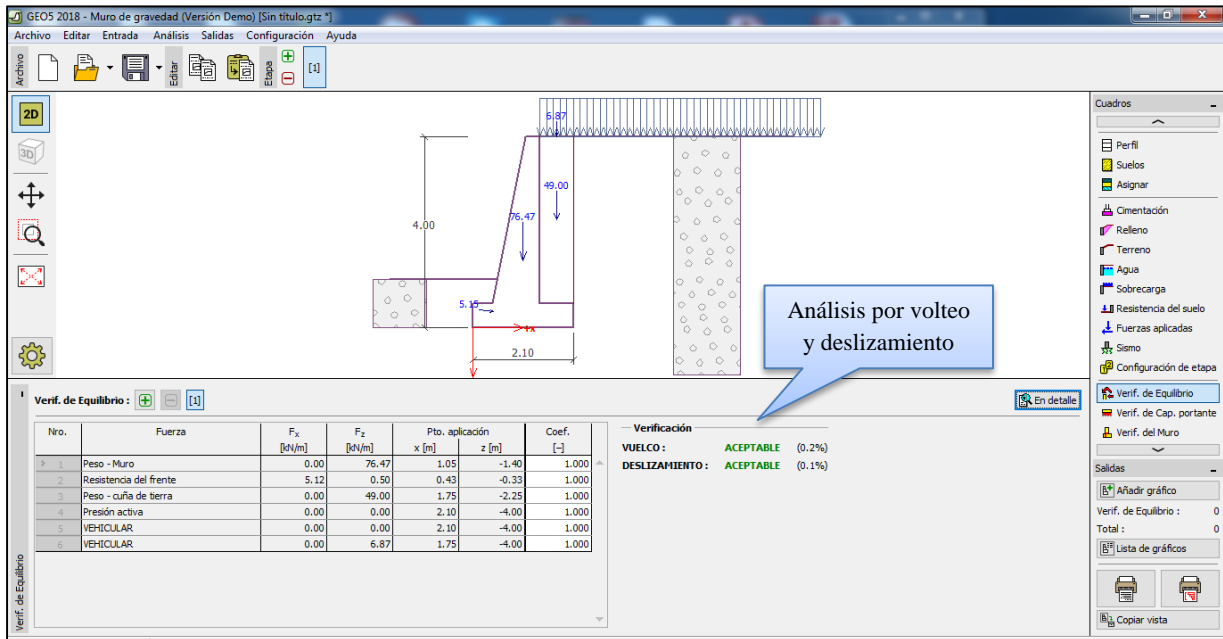 GEO5 2018 - Muro de gravedad (Versión Demo) [Sin título.gtz *]
Archivo Editar Entrada Análisis Salidas Configuración Ayuda
Archivo
Editar
Etapa
[1]
2D
3D
6.87
49.00
76.47
4.00
5.15
+x
2.10
Análisis por volteo
y deslizamiento
Cuadros
Perfil
Suelos
Asignar
Cimentación
Relleno
Terreno
Agua
Sobrecarga
Resistencia del suelo
Fuerzas aplicadas
Sismo
Configuración de etapa
Verif. de Equilibrio
Verif. de Cap. portante
Verif. del Muro
Salidas
Añadir gráfico
Verif. de Equilibrio : 0
Total : 0
Lista de gráficos
Copiar vista
Verif. de Equilibrio : [1]
En detalle
Nro. Fuerza Fx Fz Pto. aplicación Coef.
[kN/m] [kN/m] x [m] z [m] [-]
1 Peso - Muro 0.00 76.47 1.05 -1.40 1.000
2 Resistencia del frente 5.12 0.50 0.43 -0.33 1.000
3 Peso - cuña de tierra 0.00 49.00 1.75 -2.25 1.000
4 Presión activa 0.00 0.00 2.10 -4.00 1.000
5 VEHICULAR 0.00 0.00 2.10 -4.00 1.000
6 VEHICULAR 0.00 6.87 1.75 -4.00 1.000
Verificación
VUELCO : ACEPTABLE (0.2%)
DESLIZAMIENTO : ACEPTABLE (0.1%)
Verif. de Equilibrio